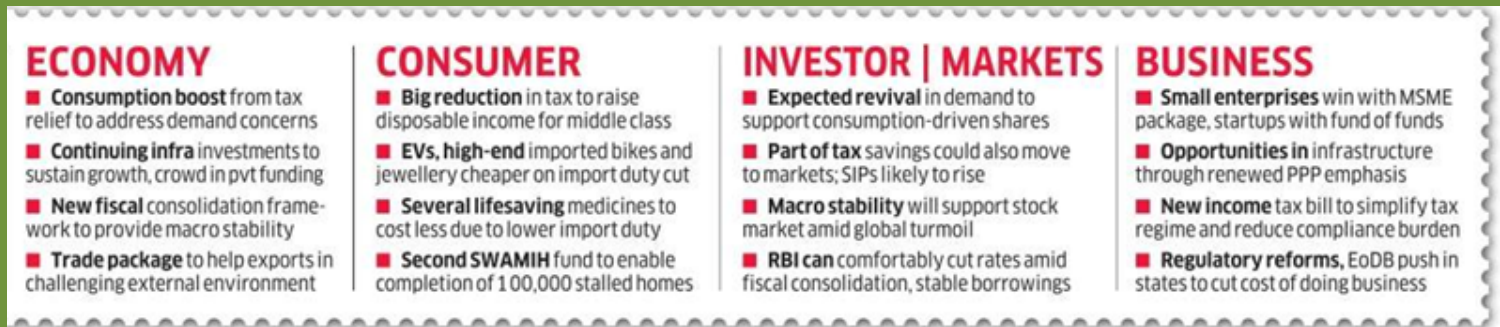 ECONOMY
■ Consumption boost from tax
relief to address demand concerns
■ Continuing infra investments to
sustain growth, crowd in pvt funding
■ New fiscal consolidation frame-
work to provide macro stability
■ Trade package to help exports in
challenging external environment
CONSUMER
■ Big reduction in tax to raise
disposable income for middle class
■ EVs, high-end imported bikes and
jewellery cheaper on import duty cut
■ Several lifesaving medicines to
cost less due to lower import duty
■ Second SWAMIH fund to enable
completion of 100,000 stalled homes
INVESTOR | MARKETS
■ Expected revival in demand to
support consumption-driven shares
■ Part of tax savings could also move
to markets; SIPs likely to rise
■ Macro stability will support stock
market amid global turmoil
■ RBI can comfortably cut rates amid
fiscal consolidation, stable borrowings
BUSINESS
■ Small enterprises win with MSME
package, startups with fund of funds
■ Opportunities in infrastructure
through renewed PPP emphasis
■ New income tax bill to simplify tax
regime and reduce compliance burden
■ Regulatory reforms, EoDB push in
states to cut cost of doing business